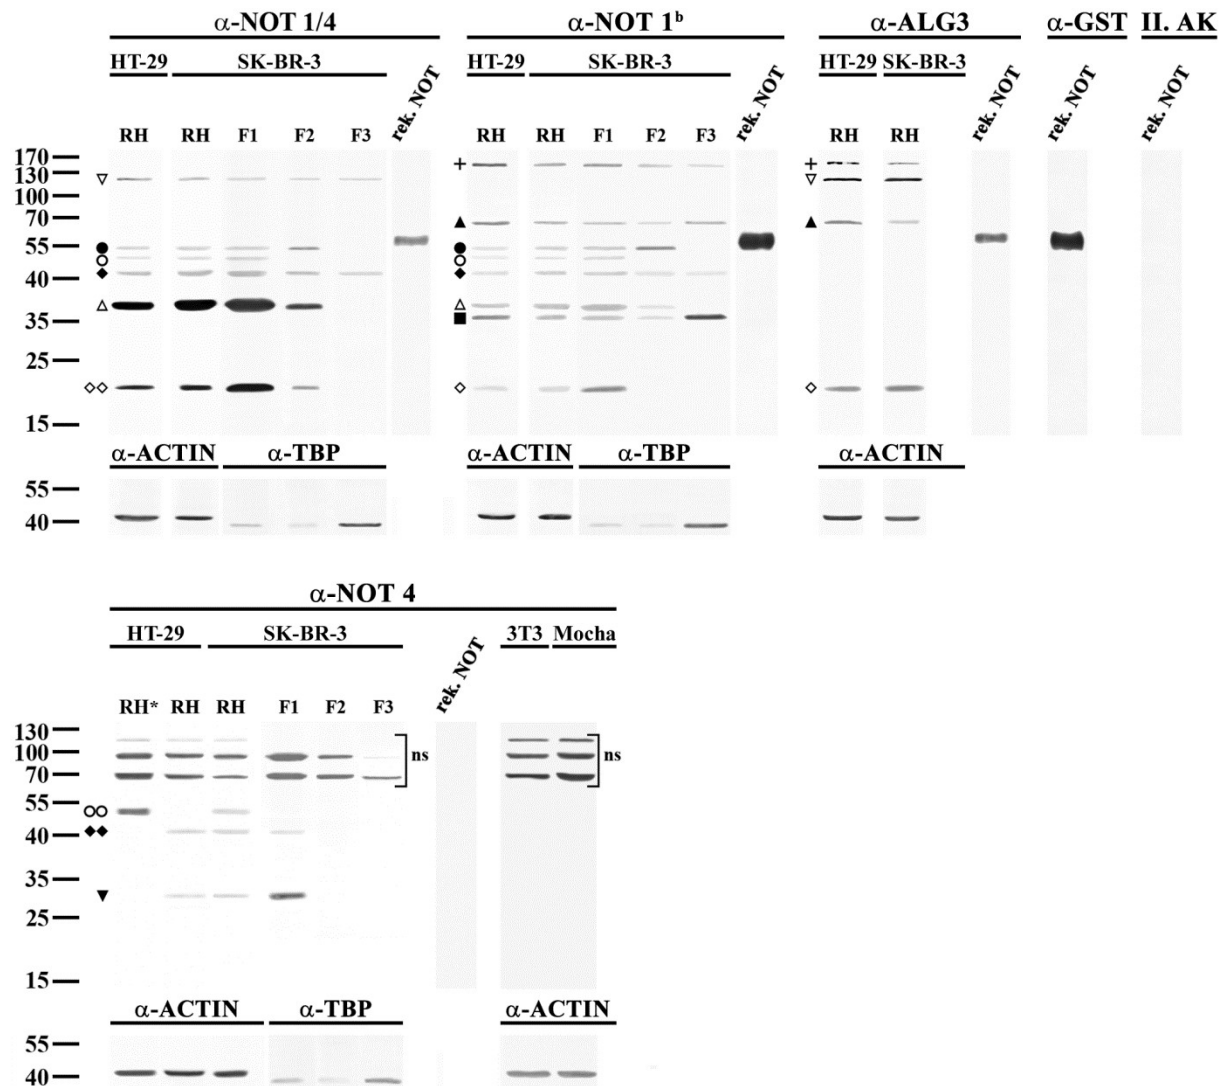 α-NOT 1/4 α-NOT 1ᵇ α-ALG3 α-GST II. AK
HT-29 SK-BR-3 rek. NOT HT-29 SK-BR-3 rek. NOT HT-29 SK-BR-3 rek. NOT rek. NOT rek. NOT
RH RH F1 F2 F3 RH RH F1 F2 F3 RH RH
170
130
100
70
55
40
35
25
15
α-ACTIN α-TBP α-ACTIN α-TBP α-ACTIN
55
40
α-NOT 4
HT-29 SK-BR-3 rek. NOT 3T3 Mocha
RH* RH RH F1 F2 F3
130
100 ns ns
70
55
40
35
25
15
α-ACTIN α-TBP α-ACTIN
55
40